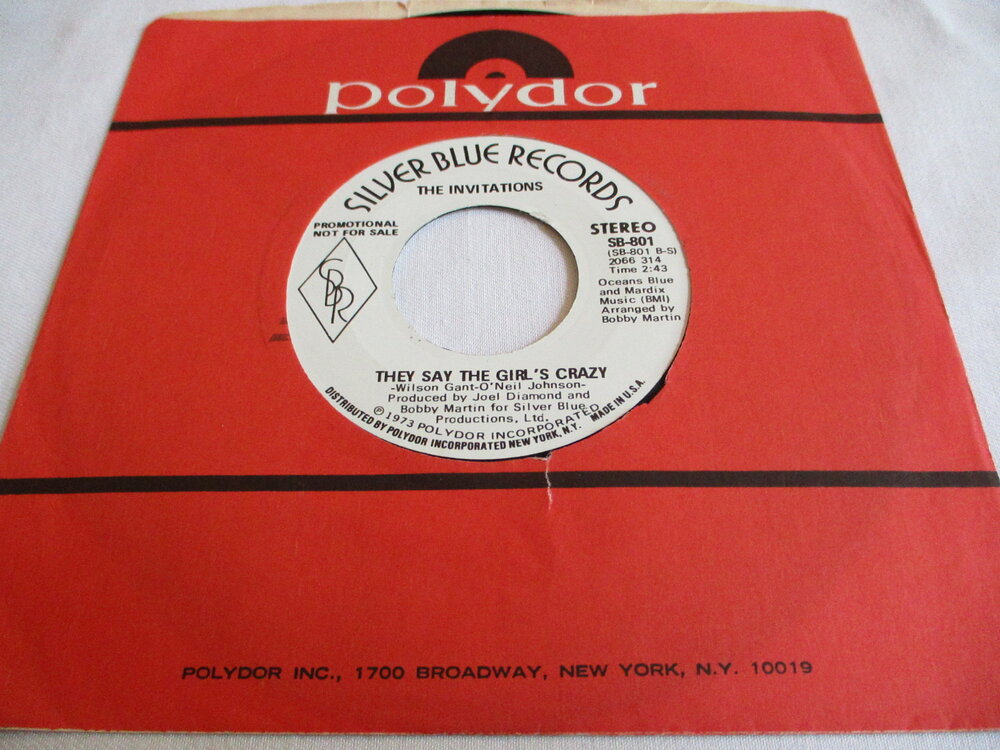 polydor
SILVER BLUE RECORDS
THE INVITATIONS
PROMOTIONAL
NOT FOR SALE
SBR
STEREO
SB-801
(SB-801 B-S)
2066 314
Time 2:43
Oceans Blue
and Mardix
Music (BMI)
Arranged by
Bobby Martin
THEY SAY THE GIRL'S CRAZY
-Wilson Gant-O'Neil Johnson-
Produced by Joel Diamond and
Bobby Martin for Silver Blue
Productions, Ltd.
℗1973 POLYDOR INCORPORATED
DISTRIBUTED BY POLYDOR INCORPORATED NEW YORK, N.Y. MADE IN U.S.A.
POLYDOR INC., 1700 BROADWAY, NEW YORK, N.Y. 10019